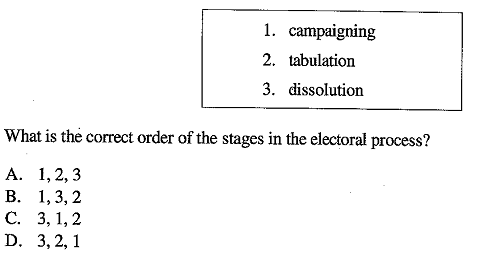 1. campaigning
2. tabulation
3. dissolution
What is the correct order of the stages in the electoral process?
A. 1, 2, 3
B. 1, 3, 2
C. 3, 1, 2
D. 3, 2, 1